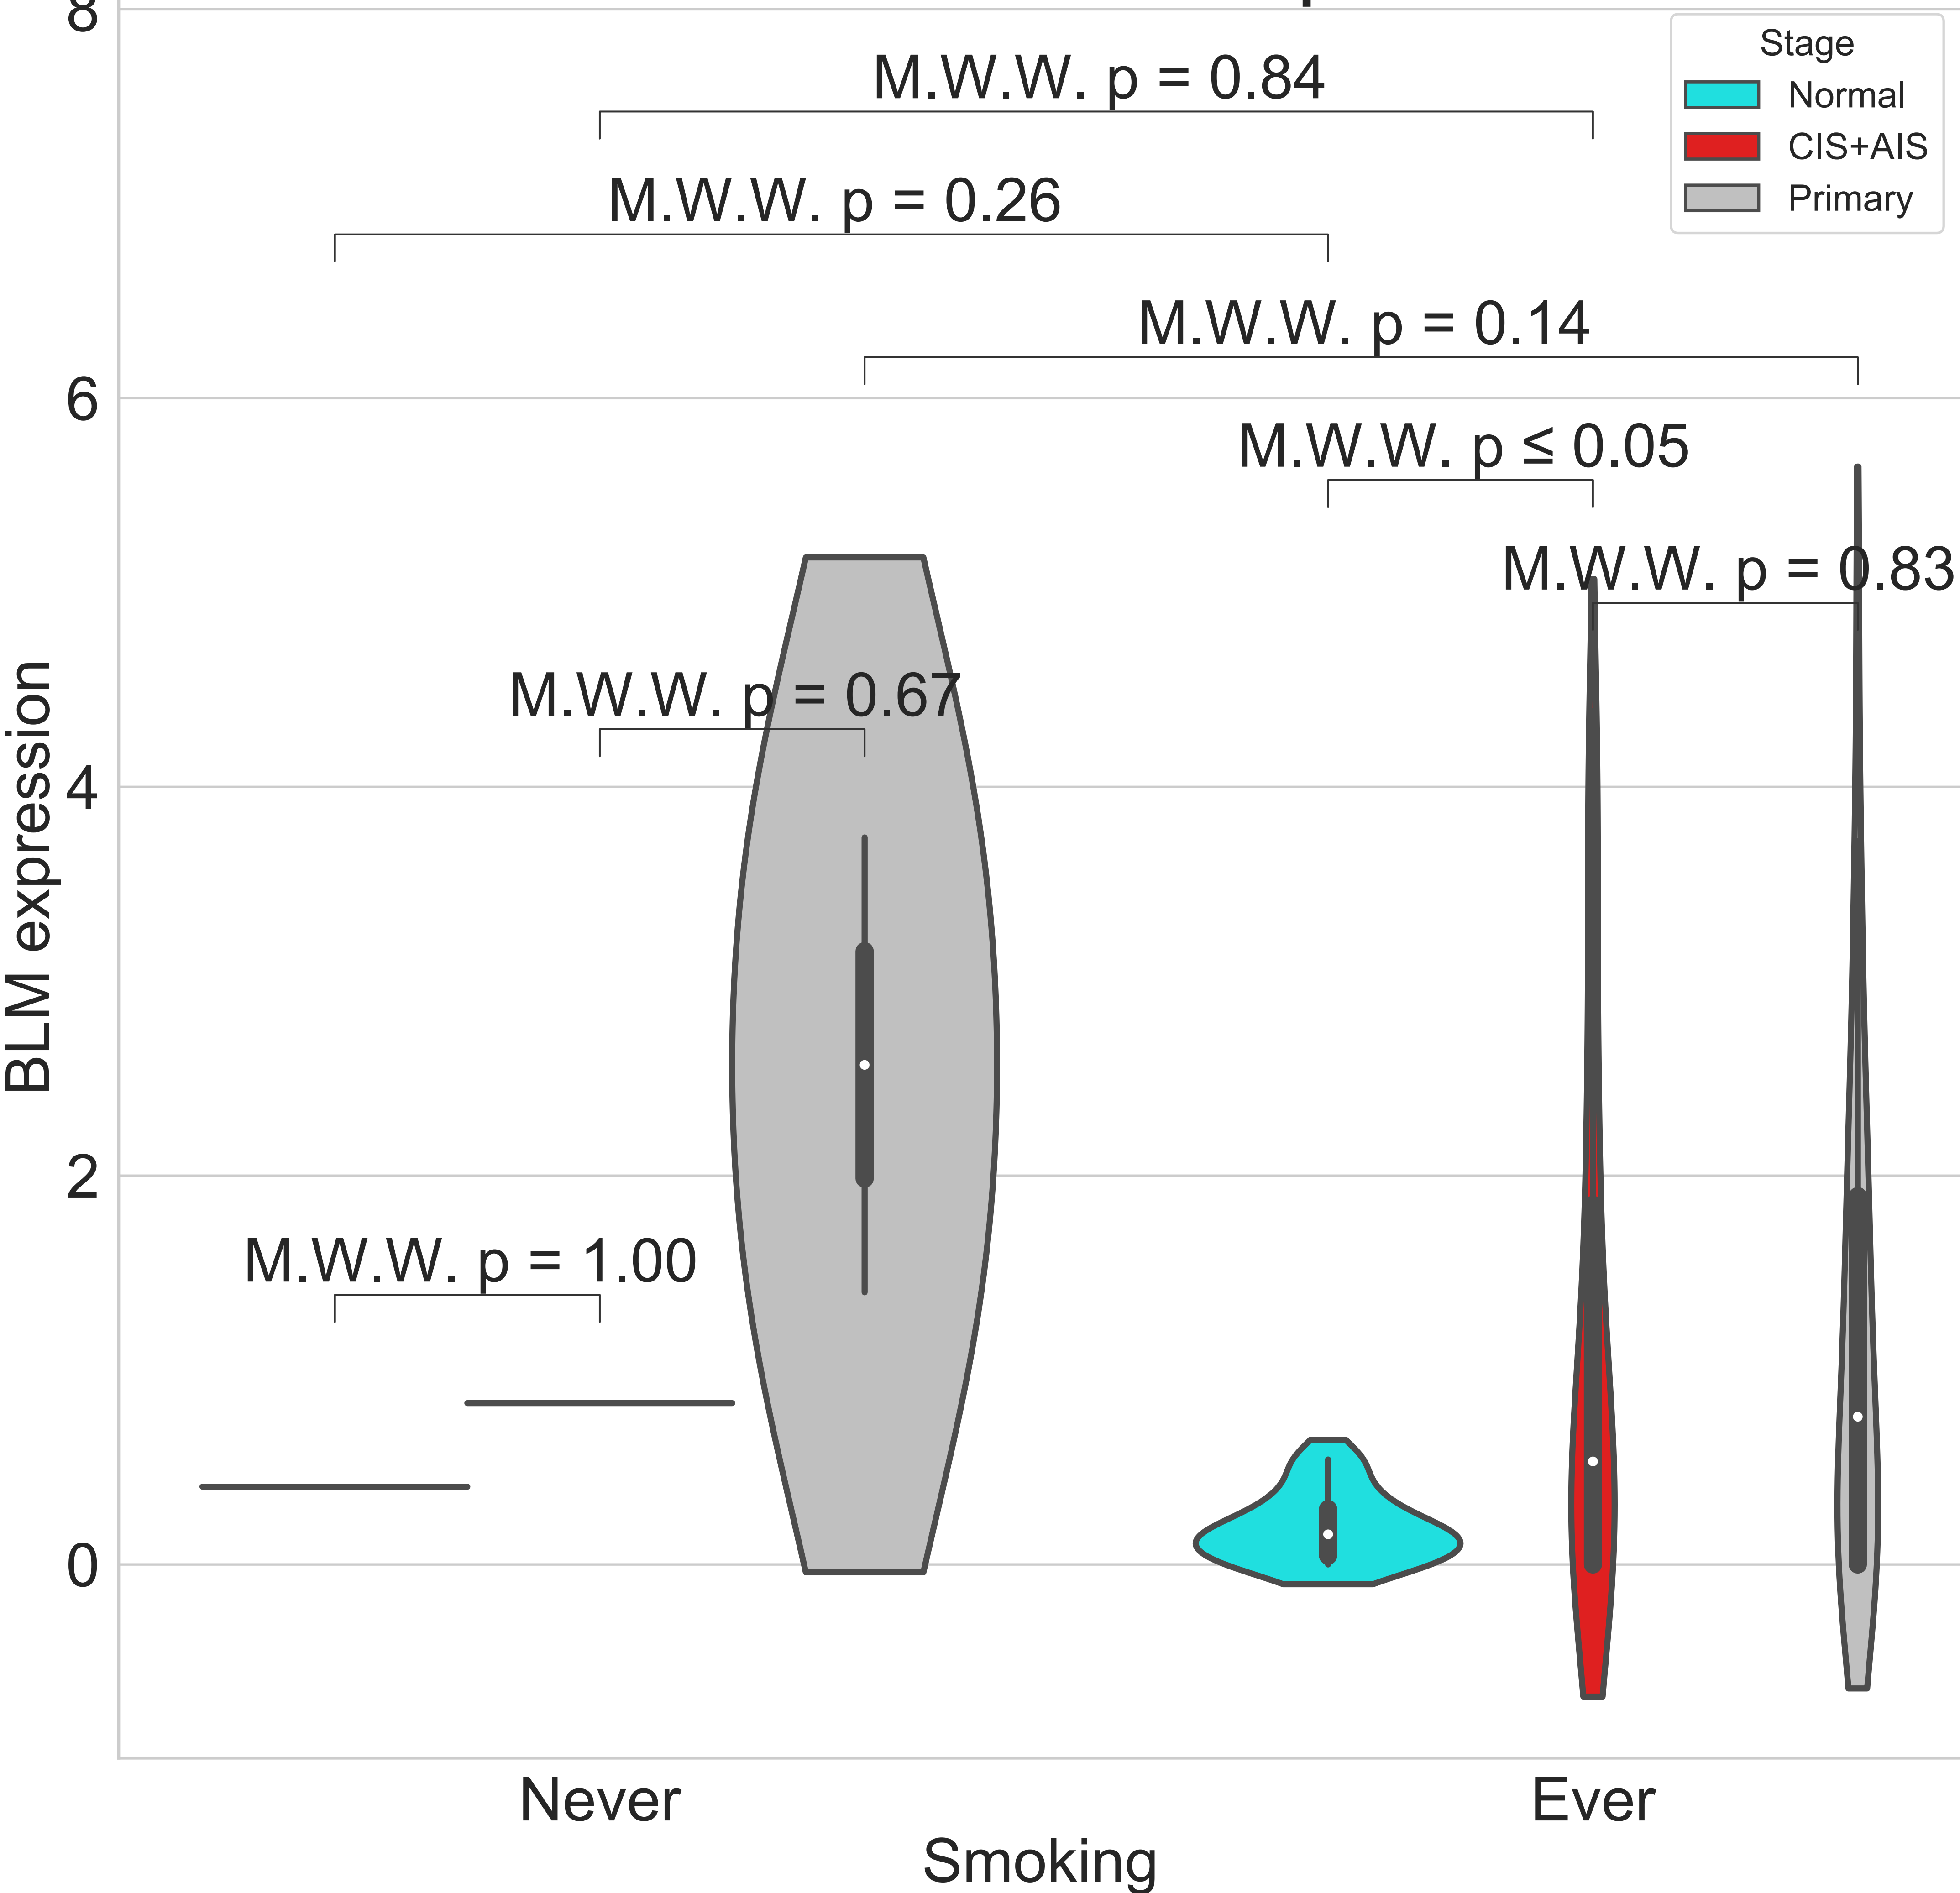 8
M.W.W. p = 0.84
Stage
Normal
CIS+AIS
Primary
M.W.W. p = 0.26
M.W.W. p = 0.14
6
M.W.W. p ≤ 0.05
M.W.W. p = 0.83
M.W.W. p = 0.67
4
BLM expression
2
M.W.W. p = 1.00
0
Never
Ever
Smoking